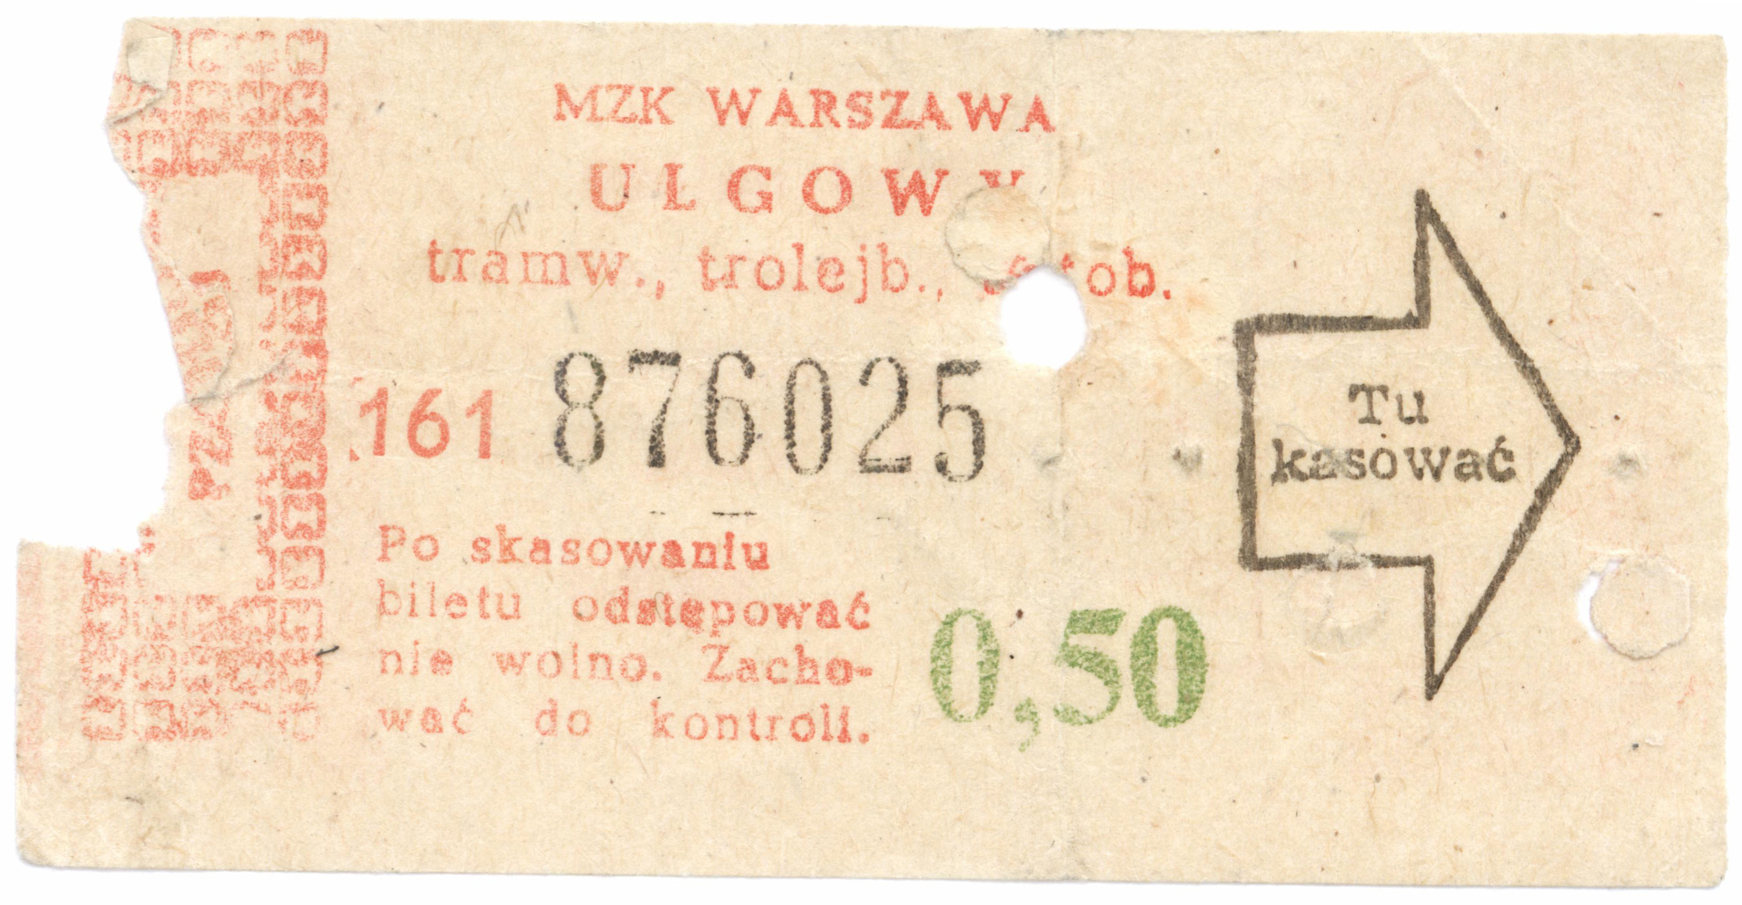 MZK WARSZAWA
ULGOWY
tramw., trolejb., ob.
161 876025
Po skasowaniu
biletu odstępować
nie wolno. Zacho-
wać do kontroli.
0,50
Tu
kasować